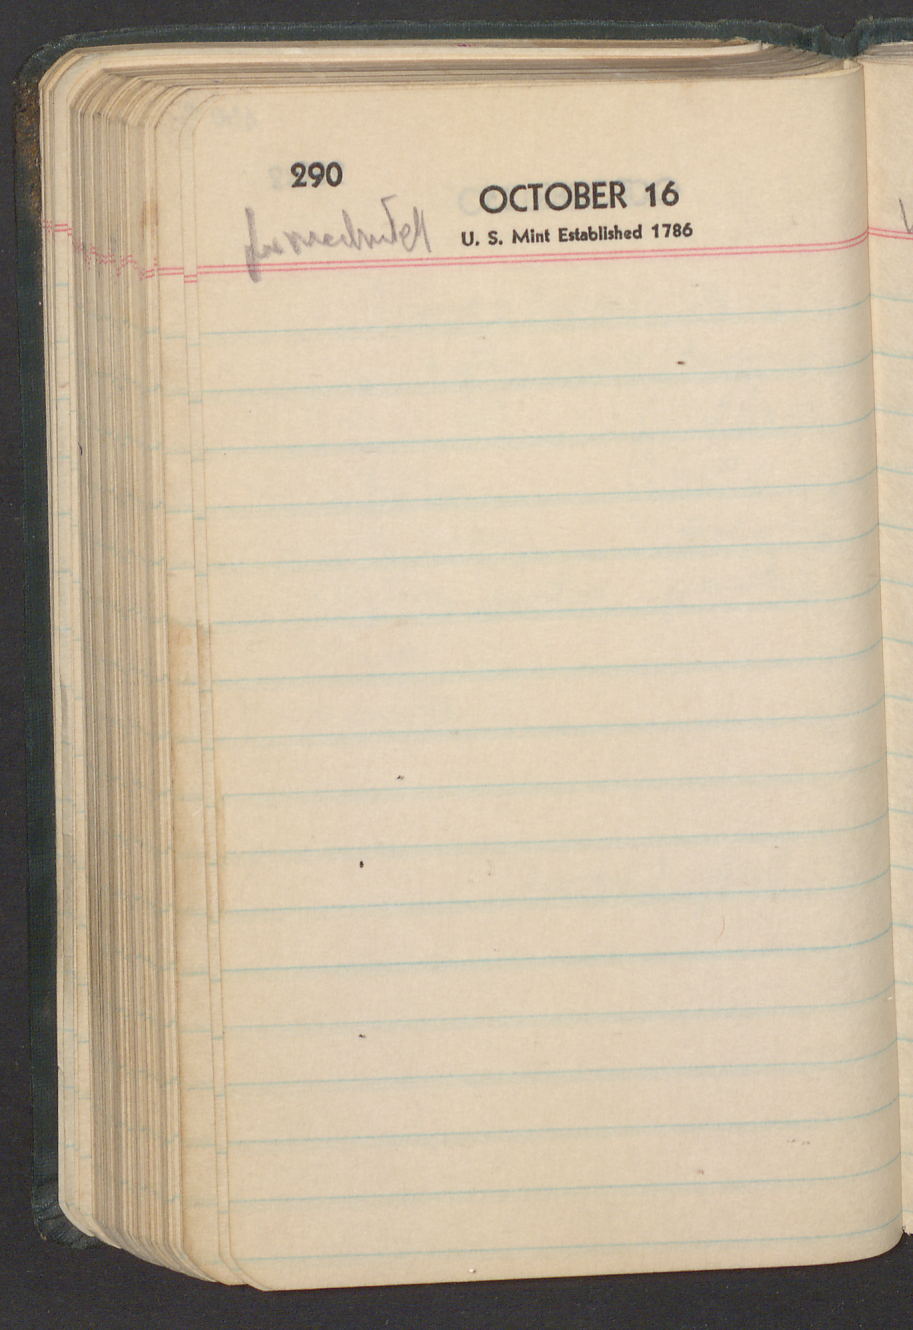 290
OCTOBER 16
U. S. Mint Established 1786